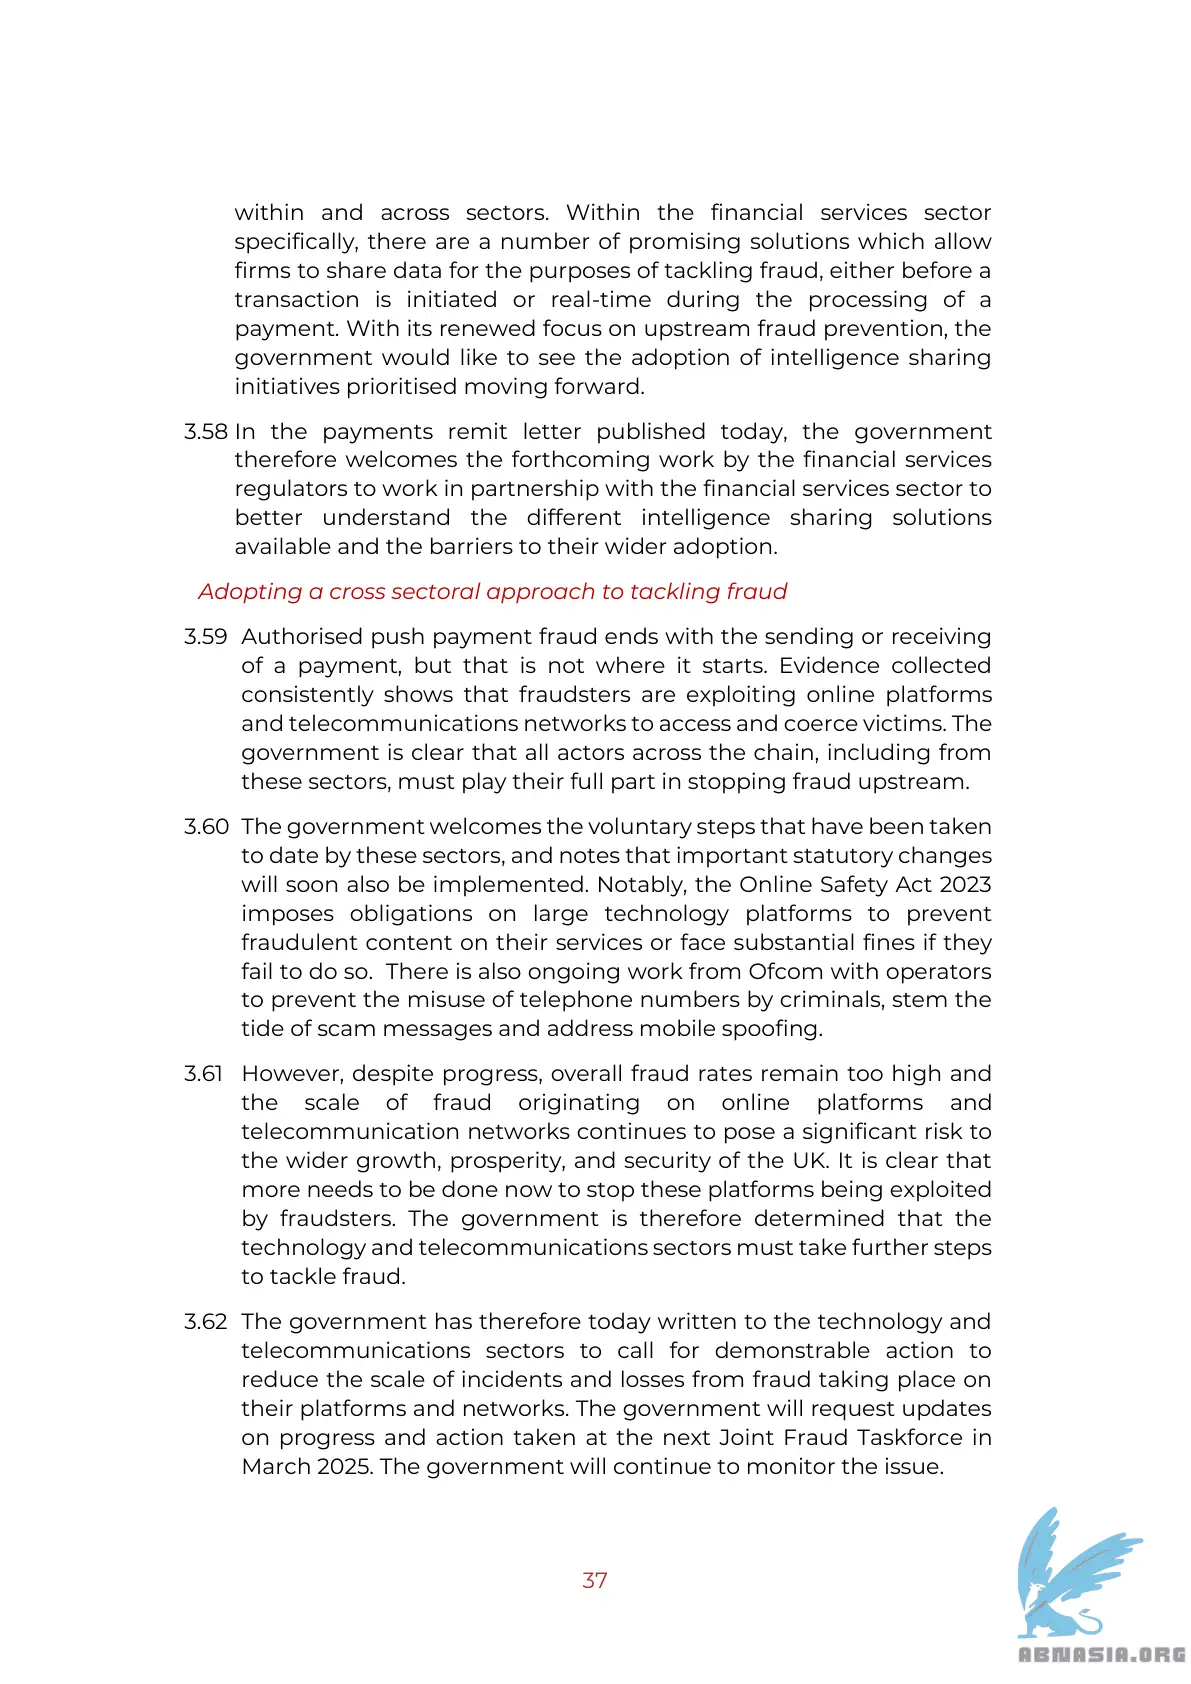 within and across sectors. Within the financial services sector
specifically, there are a number of promising solutions which allow
firms to share data for the purposes of tackling fraud, either before a
transaction is initiated or real-time during the processing of a
payment. With its renewed focus on upstream fraud prevention, the
government would like to see the adoption of intelligence sharing
initiatives prioritised moving forward.
3.58 In the payments remit letter published today, the government
therefore welcomes the forthcoming work by the financial services
regulators to work in partnership with the financial services sector to
better understand the different intelligence sharing solutions
available and the barriers to their wider adoption.
Adopting a cross sectoral approach to tackling fraud
3.59 Authorised push payment fraud ends with the sending or receiving
of a payment, but that is not where it starts. Evidence collected
consistently shows that fraudsters are exploiting online platforms
and telecommunications networks to access and coerce victims. The
government is clear that all actors across the chain, including from
these sectors, must play their full part in stopping fraud upstream.
3.60 The government welcomes the voluntary steps that have been taken
to date by these sectors, and notes that important statutory changes
will soon also be implemented. Notably, the Online Safety Act 2023
imposes obligations on large technology platforms to prevent
fraudulent content on their services or face substantial fines if they
fail to do so. There is also ongoing work from Ofcom with operators
to prevent the misuse of telephone numbers by criminals, stem the
tide of scam messages and address mobile spoofing.
3.61 However, despite progress, overall fraud rates remain too high and
the scale of fraud originating on online platforms and
telecommunication networks continues to pose a significant risk to
the wider growth, prosperity, and security of the UK. It is clear that
more needs to be done now to stop these platforms being exploited
by fraudsters. The government is therefore determined that the
technology and telecommunications sectors must take further steps
to tackle fraud.
3.62 The government has therefore today written to the technology and
telecommunications sectors to call for demonstrable action to
reduce the scale of incidents and losses from fraud taking place on
their platforms and networks. The government will request updates
on progress and action taken at the next Joint Fraud Taskforce in
March 2025. The government will continue to monitor the issue.
37
ABNASIA.ORG